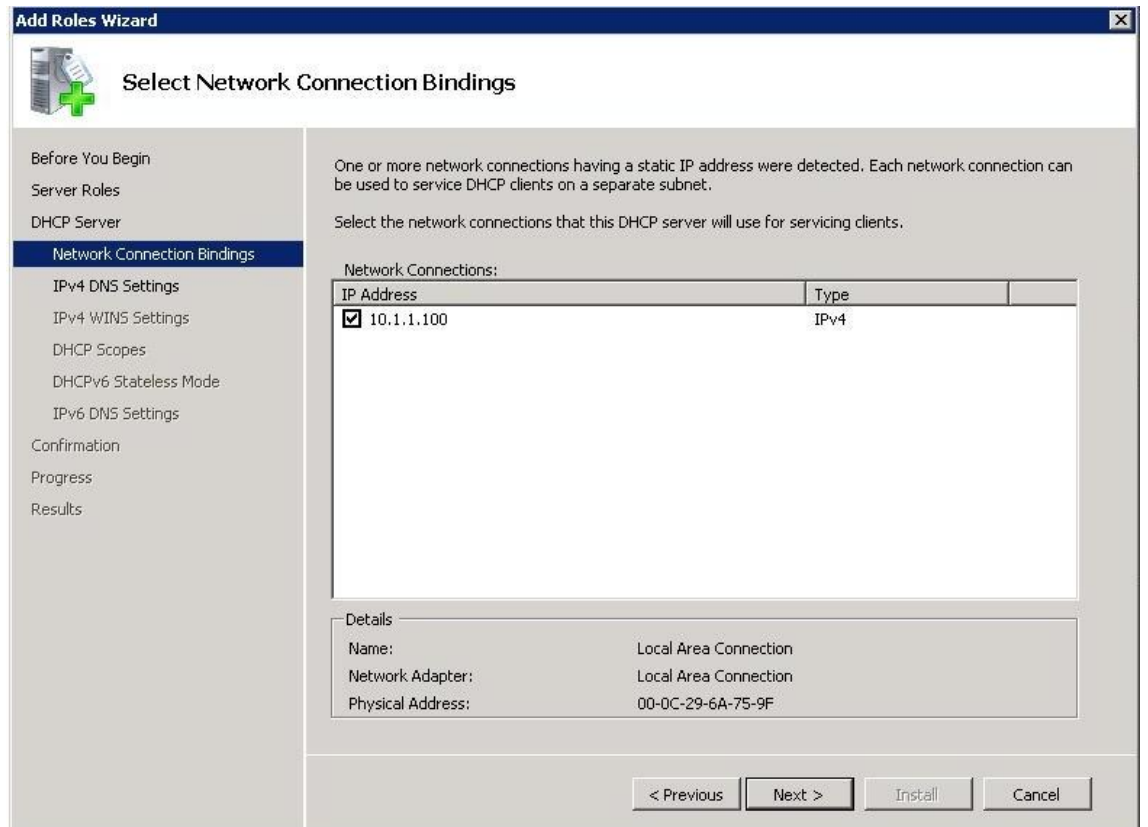 Add Roles Wizard
Select Network Connection Bindings
Before You Begin
Server Roles
DHCP Server
Network Connection Bindings
IPv4 DNS Settings
IPv4 WINS Settings
DHCP Scopes
DHCPv6 Stateless Mode
IPv6 DNS Settings
Confirmation
Progress
Results
One or more network connections having a static IP address were detected. Each network connection can
be used to service DHCP clients on a separate subnet.
Select the network connections that this DHCP server will use for servicing clients.
Network Connections:
IP Address Type
10.1.1.100 IPv4
Details
Name: Local Area Connection
Network Adapter: Local Area Connection
Physical Address: 00-0C-29-6A-75-9F
< Previous Next > Install Cancel